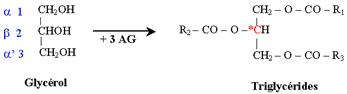 α 1 CH₂OH
β 2 CHOH
α' 3 CH₂OH
+ 3 AG
CH₂ – O – CO – R₁
R₂– CO – O –*CH
CH₂ – O – CO – R₃
Glycérol
Triglycérides